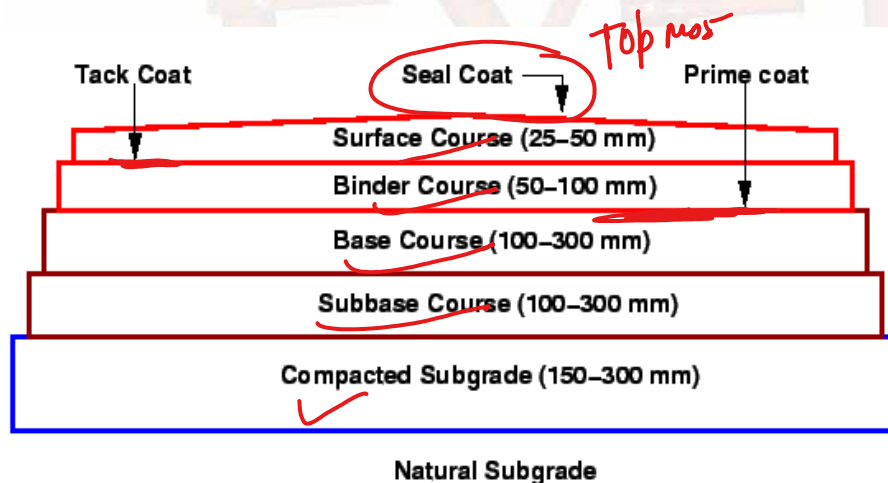 Top mos
Tack Coat Seal Coat Prime coat
Surface Course (25–50 mm)
Binder Course (50–100 mm)
Base Course (100–300 mm)
Subbase Course (100–300 mm)
Compacted Subgrade (150–300 mm)
Natural Subgrade